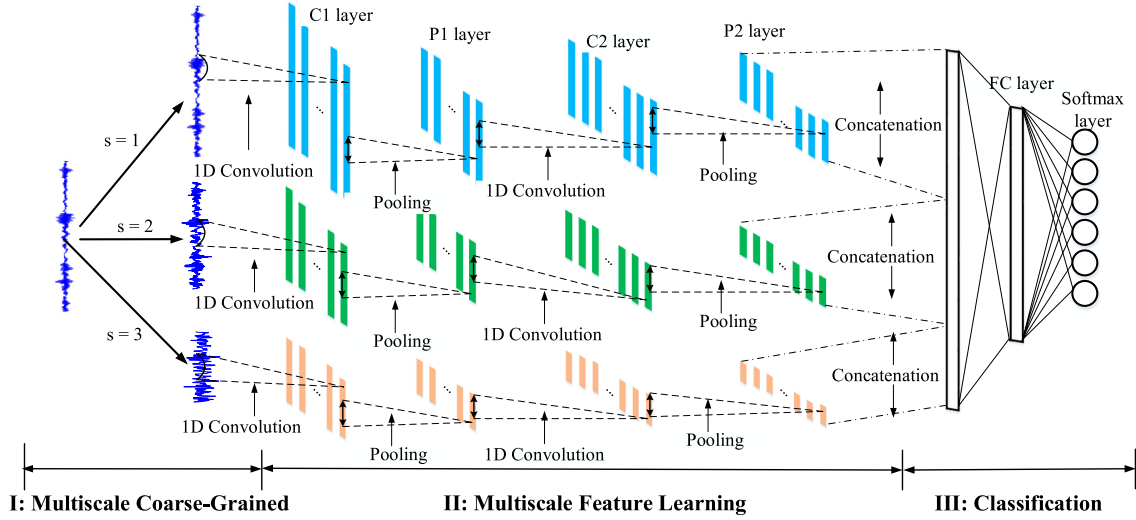 C1 layer
P1 layer
C2 layer
P2 layer
FC layer
Softmax
layer
s = 1
1D Convolution
Pooling
1D Convolution
Pooling
Concatenation
s = 2
1D Convolution
Pooling
1D Convolution
Pooling
Concatenation
s = 3
1D Convolution
Pooling
1D Convolution
Pooling
Concatenation
...
...
...
...
...
...
...
...
...
...
...
...
I: Multiscale Coarse-Grained
II: Multiscale Feature Learning
III: Classification